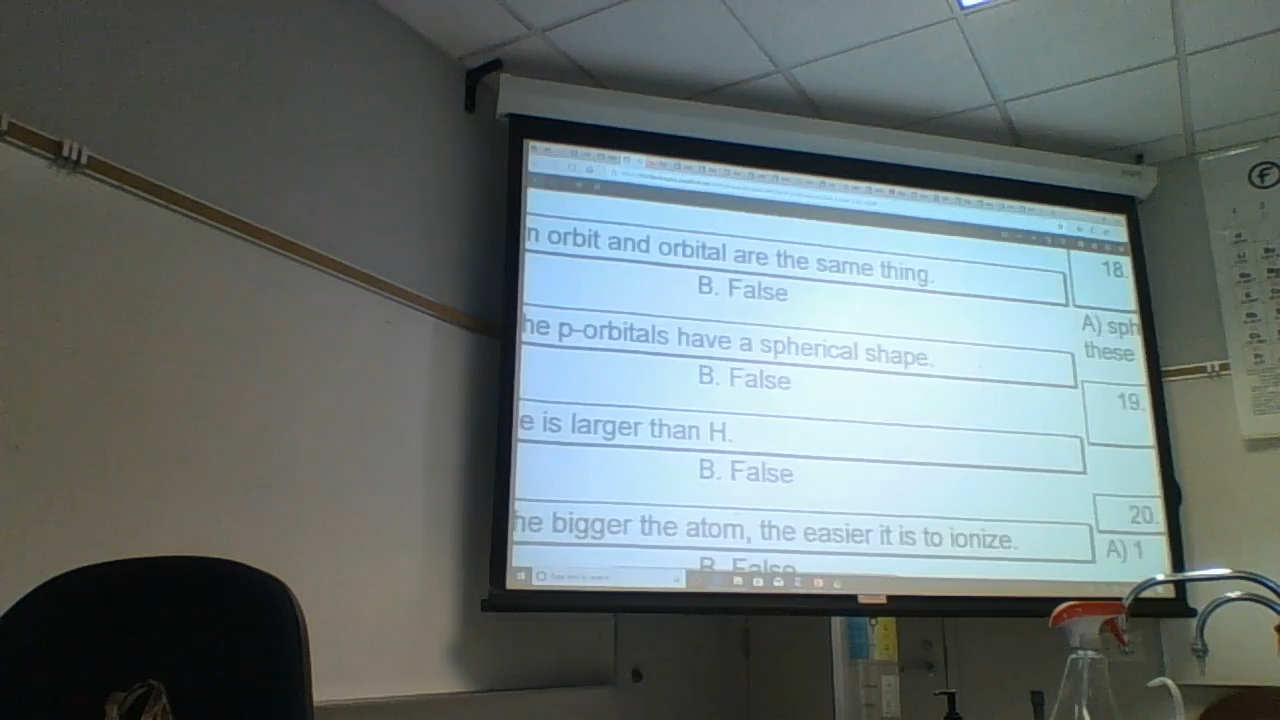 n orbit and orbital are the same thing.
B. False
he p-orbitals have a spherical shape.
B. False
e is larger than H.
B. False
he bigger the atom, the easier it is to ionize.
B. False
18.
A) sph
these
19.
20.
A) 1
F